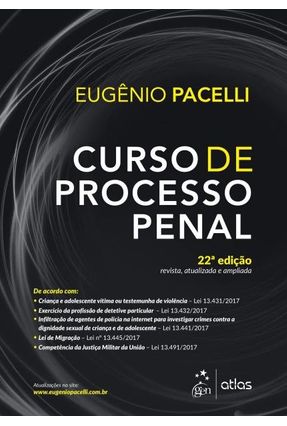 EUGÊNIO PACELLI
CURSO DE
PROCESSO
PENAL
22ª edição
revista, atualizada e ampliada
De acordo com:
• Criança e adolescente vítima ou testemunha de violência – Lei 13.431/2017
• Exercício da profissão de detetive particular – Lei 13.432/2017
• Infiltração de agentes de polícia na internet para investigar crimes contra a
dignidade sexual de criança e de adolescente – Lei 13.441/2017
• Lei de Migração – Lei nº 13.445/2017
• Competência da Justiça Militar da União – Lei 13.491/2017
Atualizações no site:
www.eugeniopacelli.com.br
gen
atlas